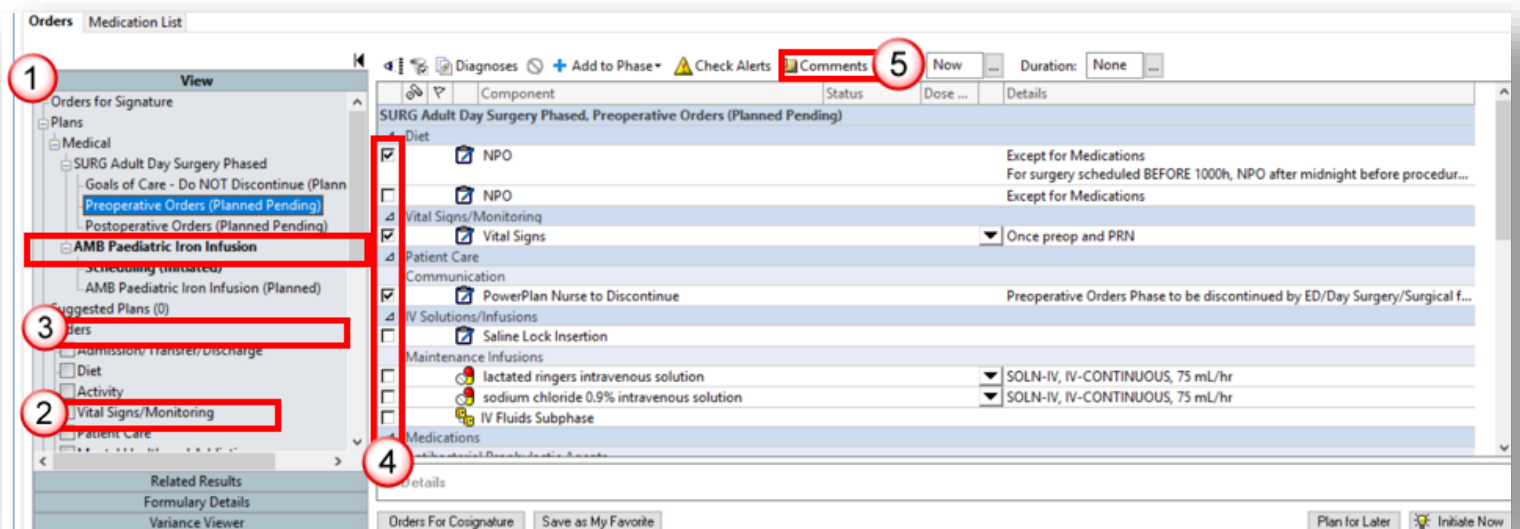 Orders Medication List
1
View
Orders for Signature
Plans
Medical
SURG Adult Day Surgery Phased
Goals of Care - Do NOT Discontinue (Plann
Preoperative Orders (Planned Pending)
Postoperative Orders (Planned Pending)
AMB Paediatric Iron Infusion
Scheduling (Initiated)
AMB Paediatric Iron Infusion (Planned)
Suggested Plans (0)
3
ders
Admission/Transfer/Discharge
Diet
Activity
2
Vital Signs/Monitoring
Patient Care
Related Results
Formulary Details
Variance Viewer
Diagnoses Add to Phase Check Alerts Comments 5 Now ... Duration: None ...
Component Status Dose ... Details
SURG Adult Day Surgery Phased, Preoperative Orders (Planned Pending)
Diet
NPO Except for Medications
For surgery scheduled BEFORE 1000h, NPO after midnight before procedur...
NPO Except for Medications
Vital Signs/Monitoring
Vital Signs Once preop and PRN
Patient Care
Communication
PowerPlan Nurse to Discontinue Preoperative Orders Phase to be discontinued by ED/Day Surgery/Surgical f...
IV Solutions/Infusions
Saline Lock Insertion
Maintenance Infusions
lactated ringers intravenous solution SOLN-IV, IV-CONTINUOUS, 75 mL/hr
sodium chloride 0.9% intravenous solution SOLN-IV, IV-CONTINUOUS, 75 mL/hr
IV Fluids Subphase
Medications
4
Details
Orders For Cosignature Save as My Favorite Plan for Later Initiate Now